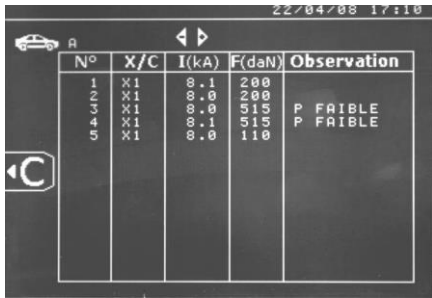 22/04/08 17:10
A
N° X/C I(kA) F(daN) Observation
1 X1 8.1 200
2 X1 8.0 200
3 X1 8.0 515 P FAIBLE
4 X1 8.1 515 P FAIBLE
5 X1 8.0 110
C